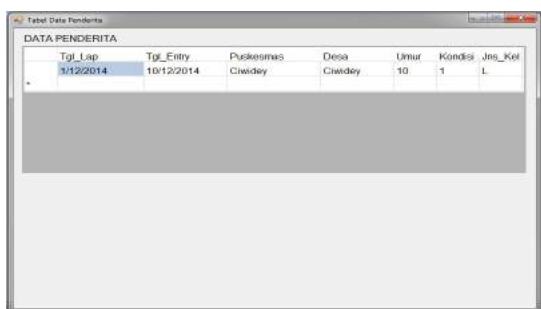 Tabel Data Penderita
DATA PENDERITA
Tgl_Lap Tgl_Entry Puskesmas Desa Umur Kondisi Jns_Kel
1/12/2014 10/12/2014 Ciwidey Ciwidey 10 1 L
*